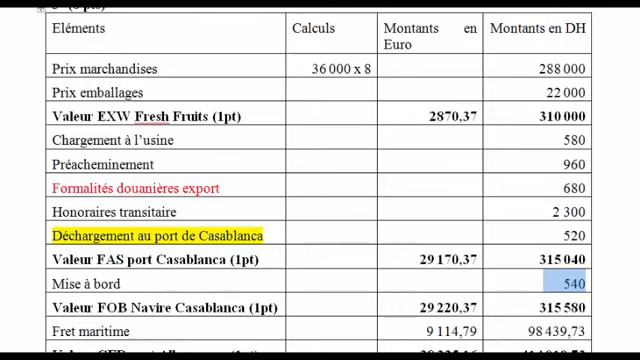 Eléments Calculs Montants en Euro Montants en DH
Prix marchandises 36 000 x 8 288 000
Prix emballages 22 000
Valeur EXW Fresh Fruits (1pt) 2870,37 310 000
Chargement à l'usine 580
Préacheminement 960
Formalités douanières export 680
Honoraires transitaire 2 300
Déchargement au port de Casablanca 520
Valeur FAS port Casablanca (1pt) 29 170,37 315 040
Mise à bord 540
Valeur FOB Navire Casablanca (1pt) 29 220,37 315 580
Fret maritime 9 114,79 98 439,73